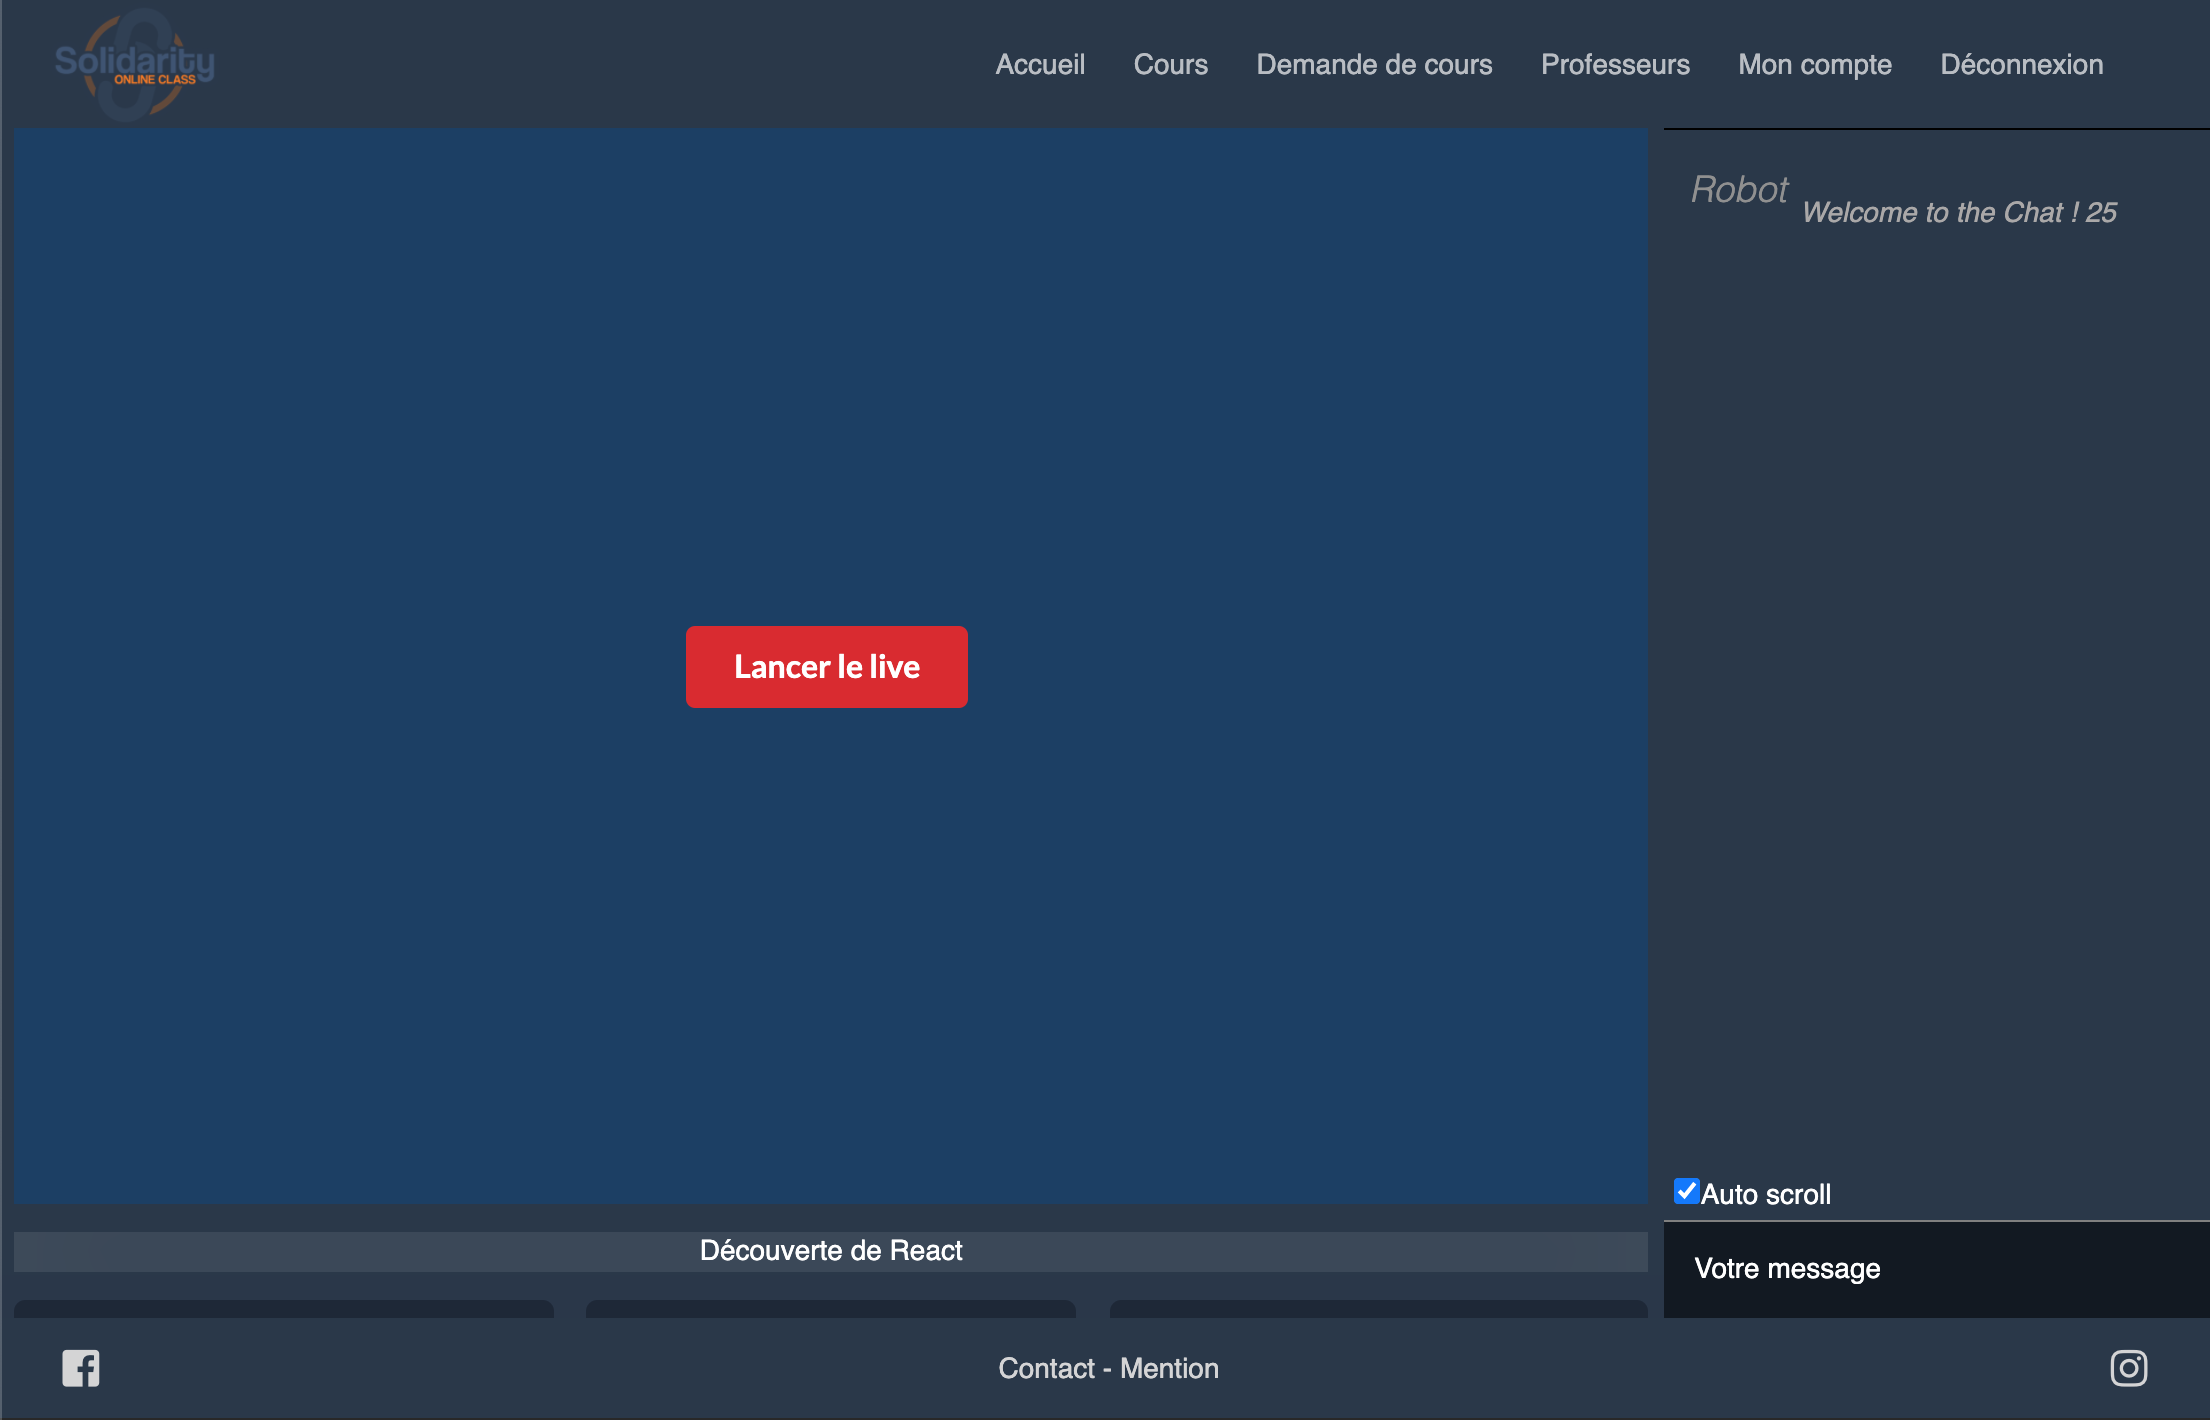 Solidarity
ONLINE CLASS
Accueil Cours Demande de cours Professeurs Mon compte Déconnexion
Robot Welcome to the Chat ! 25
Lancer le live
Auto scroll
Découverte de React
Votre message
Contact - Mention